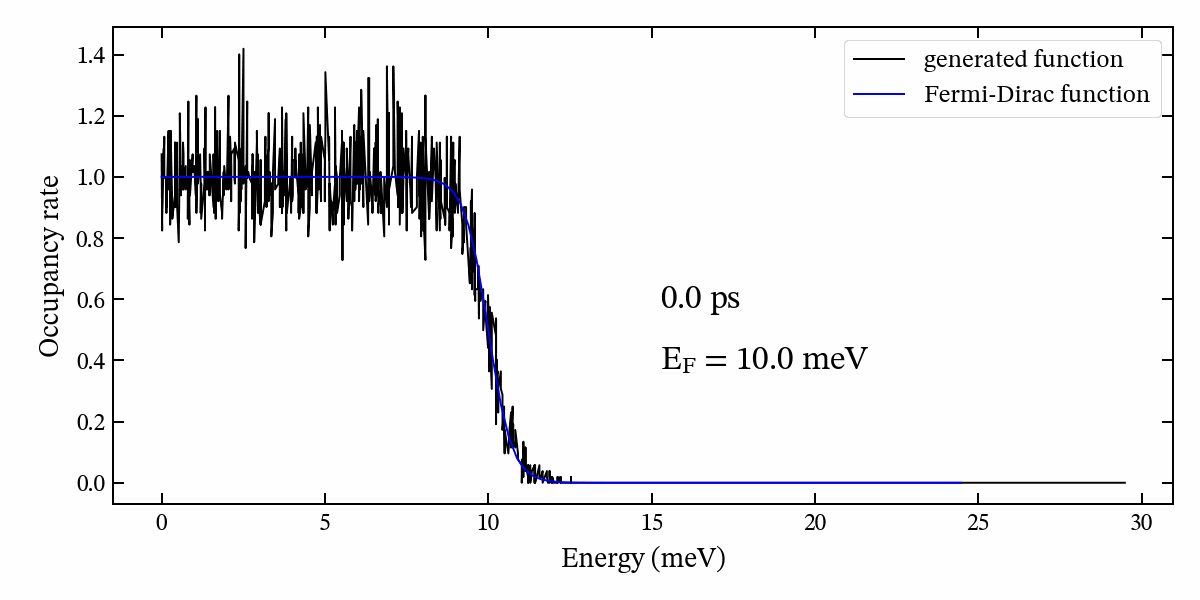 generated function
Fermi-Dirac function
1.4
1.2
1.0
0.8
0.6
0.4
0.2
0.0
Occupancy rate
0.0 ps
E_F = 10.0 meV
0 5 10 15 20 25 30
Energy (meV)